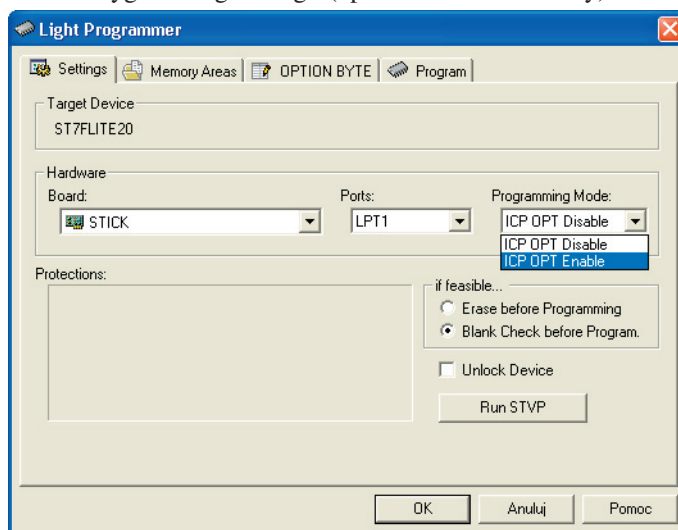 Light Programmer
Settings Memory Areas OPTION BYTE Program
Target Device
ST7FLITE20
Hardware
Board: Ports: Programming Mode:
STICK LPT1 ICP OPT Disable
ICP OPT Disable
ICP OPT Enable
Protections:
if feasible...
Erase before Programming
Blank Check before Program.
Unlock Device
Run STVP
OK Anuluj Pomoc